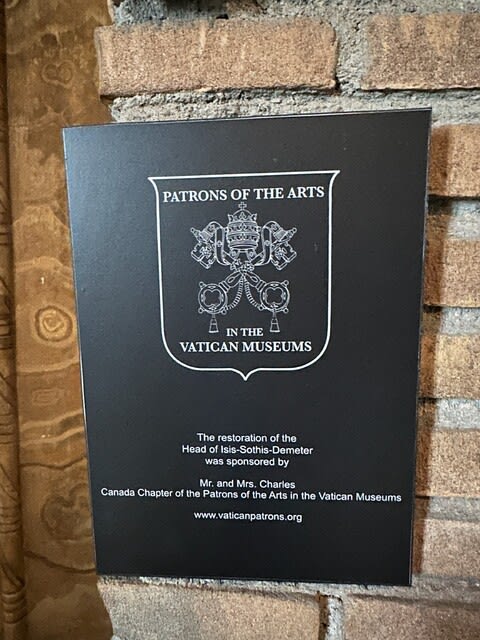 PATRONS OF THE ARTS
IN THE
VATICAN MUSEUMS
The restoration of the
Head of Isis-Sothis-Demeter
was sponsored by
Mr. and Mrs. Charles
Canada Chapter of the Patrons of the Arts in the Vatican Museums
www.vaticanpatrons.org